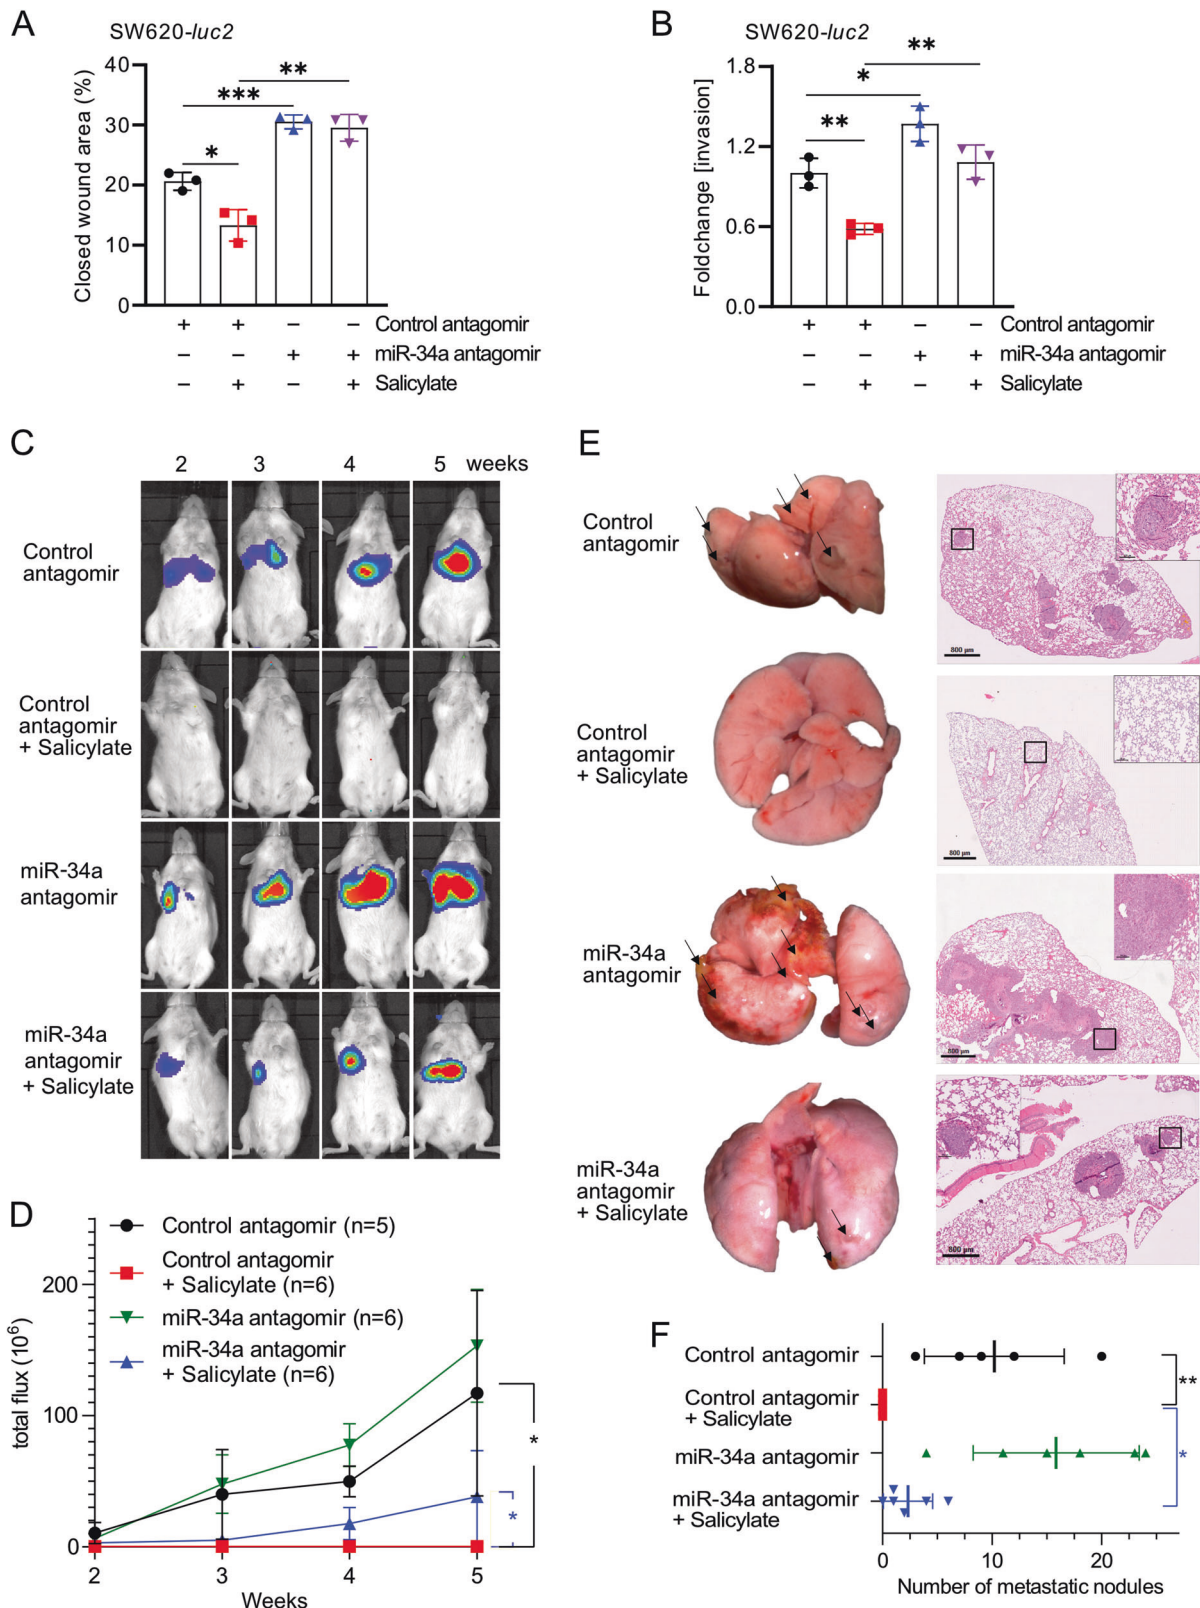 A
SW620-luc2
Closed wound area (%)
40
30
20
10
0
*
***
**
+ + – – Control antagomir
– – + + miR-34a antagomir
– + – + Salicylate
B
SW620-luc2
Foldchange [invasion]
1.8
1.2
0.6
0.0
**
*
**
+ + – – Control antagomir
– – + + miR-34a antagomir
– + – + Salicylate
C
2 3 4 5 weeks
Control
antagomir
Control
antagomir
+ Salicylate
miR-34a
antagomir
miR-34a
antagomir
+ Salicylate
D
total flux (10⁶)
200
100
0
2 3 4 5
Weeks
Control antagomir (n=5)
Control antagomir
+ Salicylate (n=6)
miR-34a antagomir (n=6)
miR-34a antagomir
+ Salicylate (n=6)
*
*
E
Control
antagomir
800 µm
Control
antagomir
+ Salicylate
800 µm
miR-34a
antagomir
800 µm
miR-34a
antagomir
+ Salicylate
800 µm
F
Control antagomir
Control antagomir
+ Salicylate
miR-34a antagomir
miR-34a antagomir
+ Salicylate
**
*
0 10 20
Number of metastatic nodules